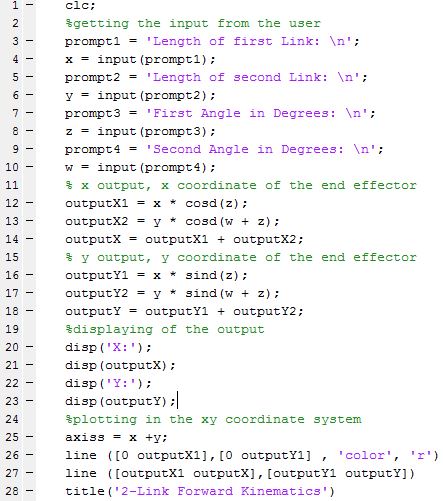 1 - clc;
2 %getting the input from the user
3 - prompt1 = 'Length of first Link: \n';
4 - x = input(prompt1);
5 - prompt2 = 'Length of second Link: \n';
6 - y = input(prompt2);
7 - prompt3 = 'First Angle in Degrees: \n';
8 - z = input(prompt3);
9 - prompt4 = 'Second Angle in Degrees: \n';
10 - w = input(prompt4);
11 % x output, x coordinate of the end effector
12 - outputX1 = x * cosd(z);
13 - outputX2 = y * cosd(w + z);
14 - outputX = outputX1 + outputX2;
15 % y output, y coordinate of the end effector
16 - outputY1 = x * sind(z);
17 - outputY2 = y * sind(w + z);
18 - outputY = outputY1 + outputY2;
19 %displaying of the output
20 - disp('X:');
21 - disp(outputX);
22 - disp('Y:');
23 - disp(outputY);
24 %plotting in the xy coordinate system
25 - axiss = x +y;
26 - line ([0 outputX1],[0 outputY1] , 'color', 'r')
27 - line ([outputX1 outputX],[outputY1 outputY])
28 - title('2-Link Forward Kinematics')